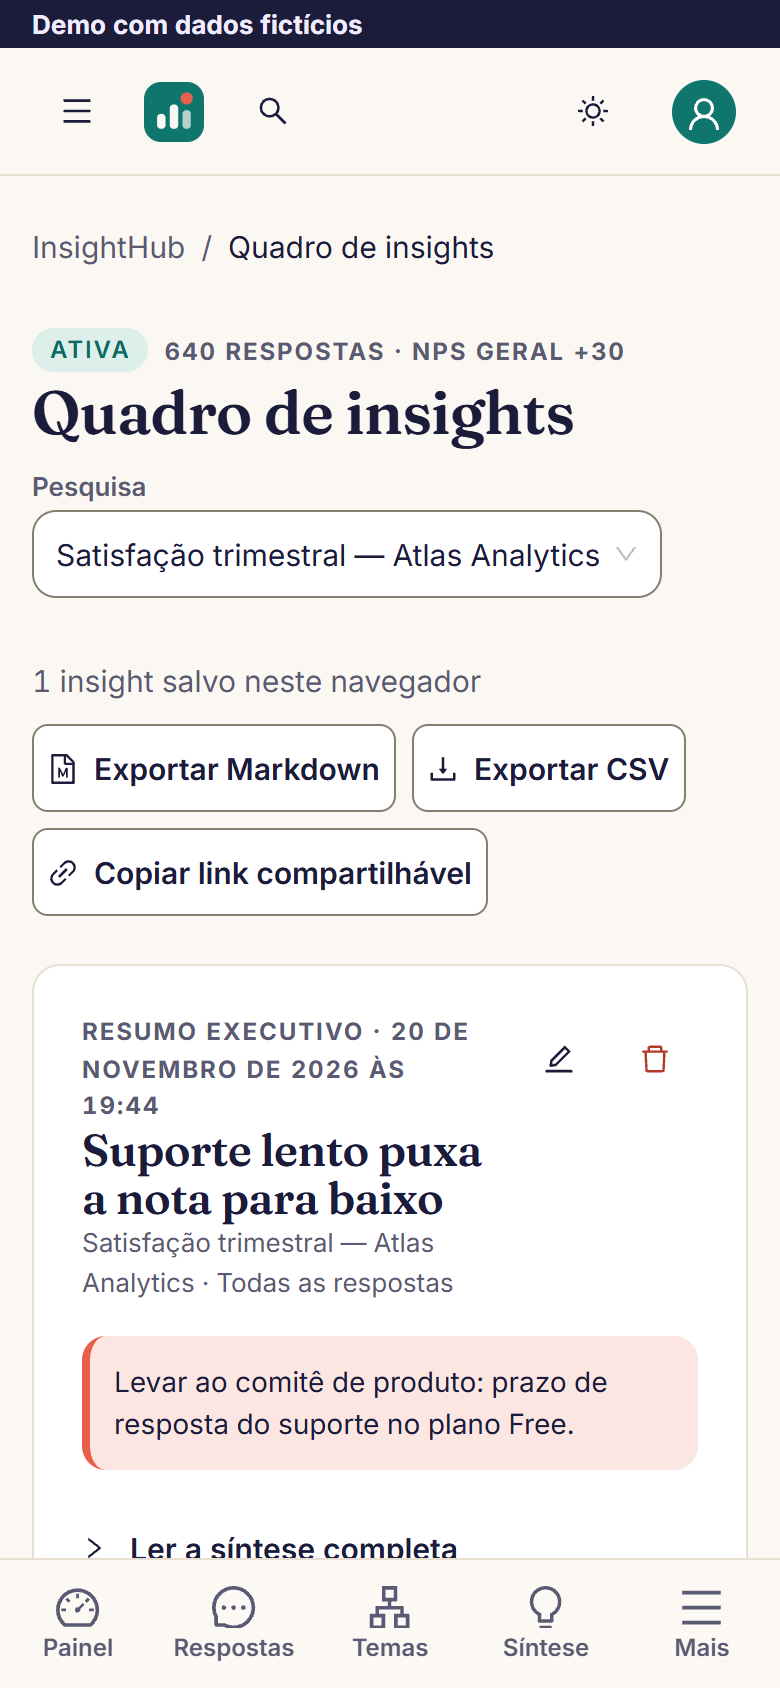 Demo com dados fictícios
InsightHub / Quadro de insights
ATIVA 640 RESPOSTAS · NPS GERAL +30
Quadro de insights
Pesquisa
Satisfação trimestral — Atlas Analytics
1 insight salvo neste navegador
Exportar Markdown Exportar CSV
Copiar link compartilhável
RESUMO EXECUTIVO · 20 DE
NOVEMBRO DE 2026 ÀS
19:44
Suporte lento puxa
a nota para baixo
Satisfação trimestral — Atlas
Analytics · Todas as respostas
Levar ao comitê de produto: prazo de
resposta do suporte no plano Free.
Ler a síntese completa
Painel Respostas Temas Síntese Mais